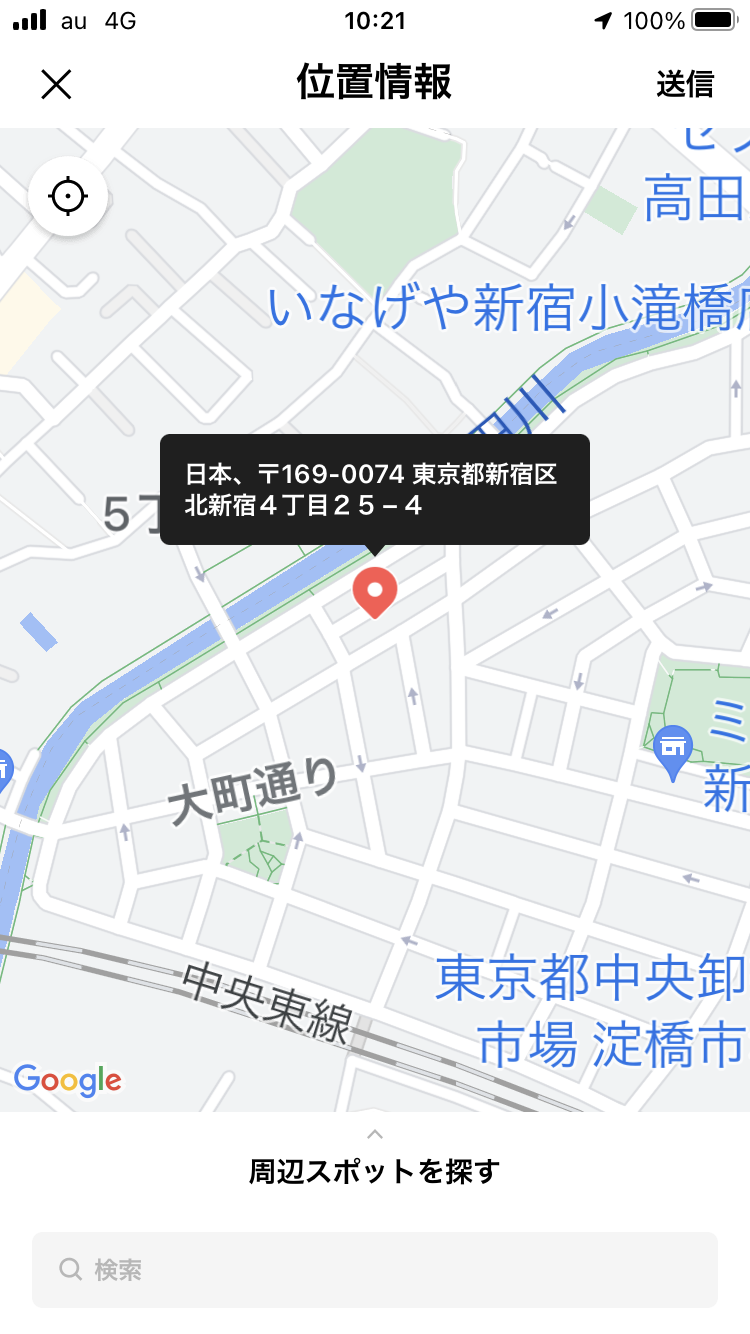 au 4G 10:21 100%
位置情報
送信
高田
いなげや新宿小滝橋
日本、〒169-0074 東京都新宿区
北新宿４丁目２５−４
大町通り
新
中央東線
東京都中央卸
市場 淀橋市
Google
周辺スポットを探す
検索